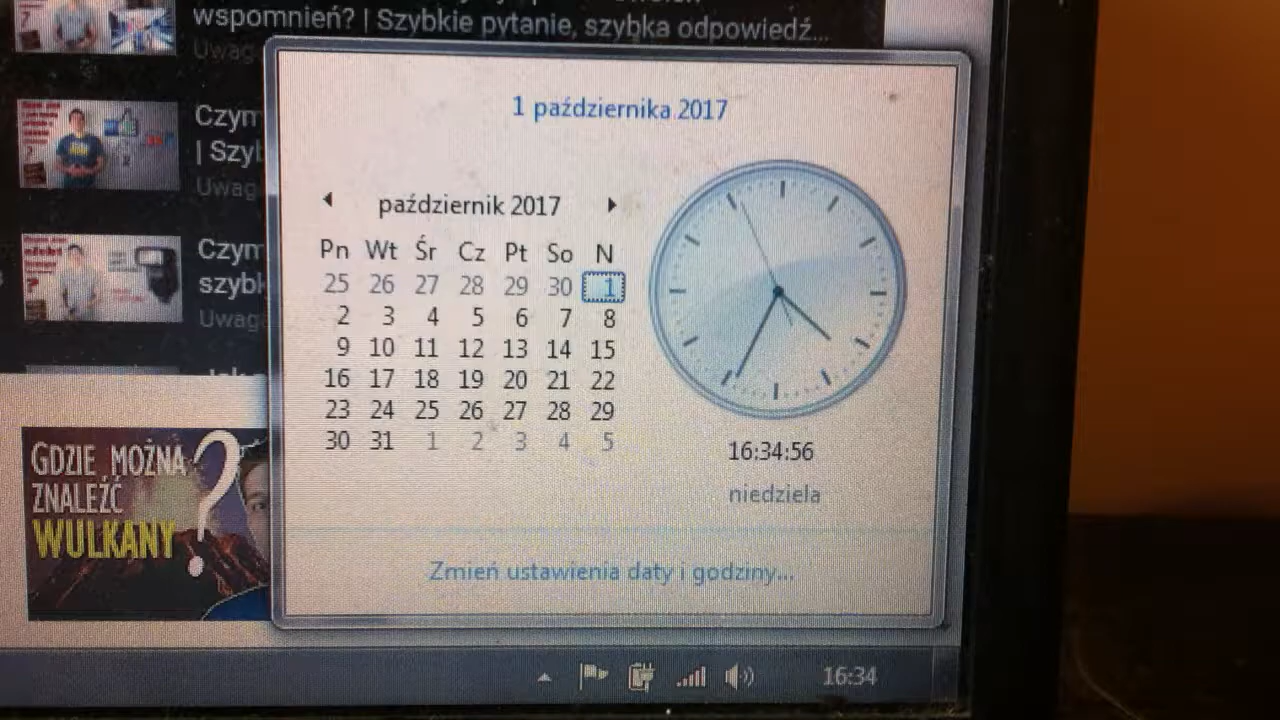 wspomnień? | Szybkie pytanie, szybka odpowiedź...
Uwag
Czym
| Szyb
Uwag
Czym
szybk
Uwag
GDZIE MOŻNA
ZNALEŹĆ
WULKANY
?
1 października 2017
październik 2017
Pn Wt Śr Cz Pt So N
25 26 27 28 29 30 1
2 3 4 5 6 7 8
9 10 11 12 13 14 15
16 17 18 19 20 21 22
23 24 25 26 27 28 29
30 31 1 2 3 4 5
16:34:56
niedziela
Zmień ustawienia daty i godziny...
16:34